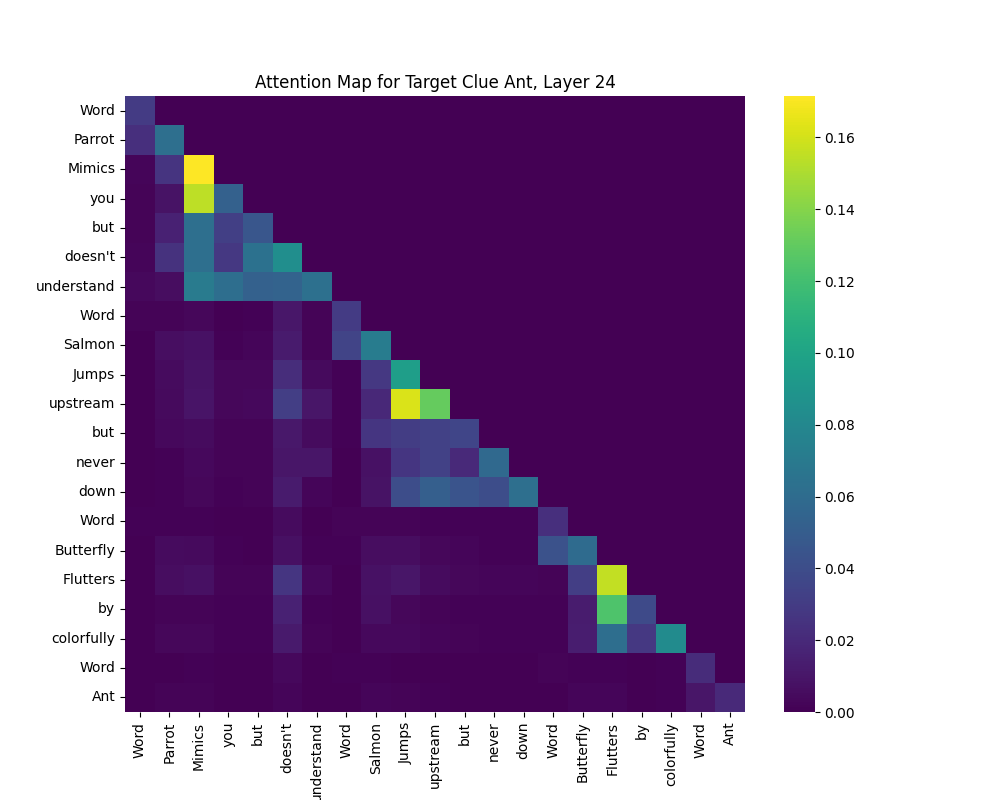 Attention Map for Target Clue Ant, Layer 24
Word
Parrot
Mimics
you
but
doesn't
understand
Word
Salmon
Jumps
upstream
but
never
down
Word
Butterfly
Flutters
by
colorfully
Word
Ant
Word
Parrot
Mimics
you
but
doesn't
understand
Word
Salmon
Jumps
upstream
but
never
down
Word
Butterfly
Flutters
by
colorfully
Word
Ant
0.16
0.14
0.12
0.10
0.08
0.06
0.04
0.02
0.00